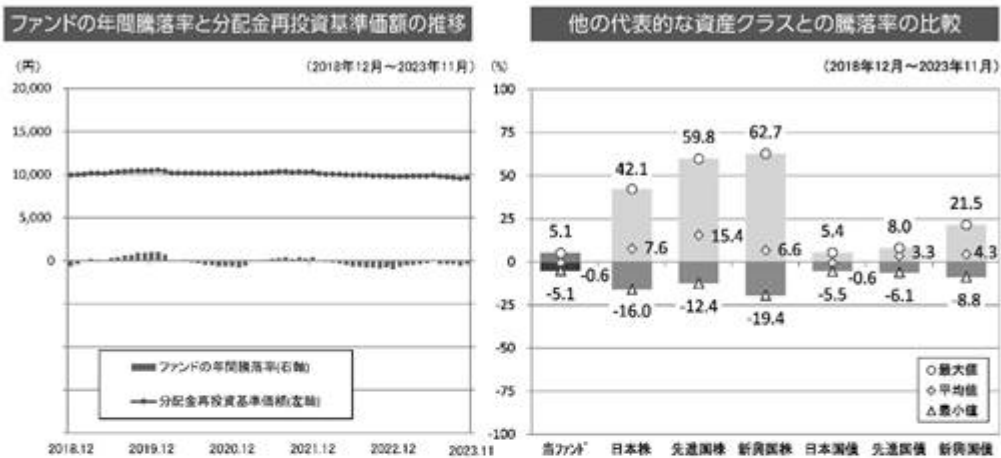 ファンドの年間騰落率と分配金再投資基準価額の推移
(円)
(2018年12月～2023年11月)
20,000
15,000
10,000
5,000
0
ファンドの年間騰落率(右軸)
分配金再投資基準価額(左軸)
2018.12 2019.12 2020.12 2021.12 2022.12 2023.11
他の代表的な資産クラスとの騰落率の比較
(%)
(2018年12月～2023年11月)
100
75
50
25
0
-25
-50
-75
-100
5.1 42.1 59.8 62.7 5.4 8.0 21.5
-0.6 7.6 15.4 6.6 -0.6 3.3 4.3
-5.1 -16.0 -12.4 -19.4 -5.5 -6.1 -8.8
○最大値
◇平均値
△最小値
当ファンド 日本株 先進国株 新興国株 日本国債 先進国債 新興国債